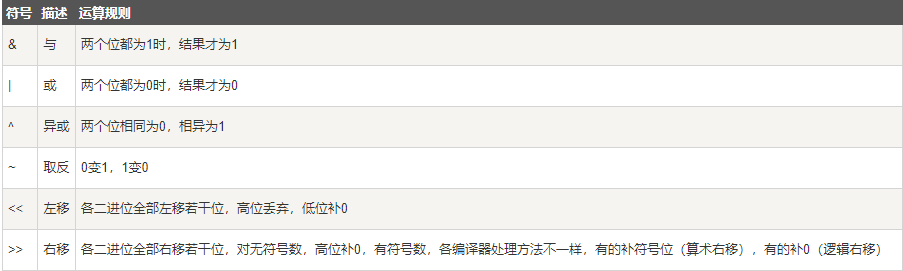 符号 描述 运算规则
& 与 两个位都为1时，结果才为1
| 或 两个位都为0时，结果才为0
^ 异或 两个位相同为0，相异为1
~ 取反 0变1，1变0
<< 左移 各二进位全部左移若干位，高位丢弃，低位补0
>> 右移 各二进位全部右移若干位，对无符号数，高位补0，有符号数，各编译器处理方法不一样，有的补符号位（算术右移），有的补0（逻辑右移）